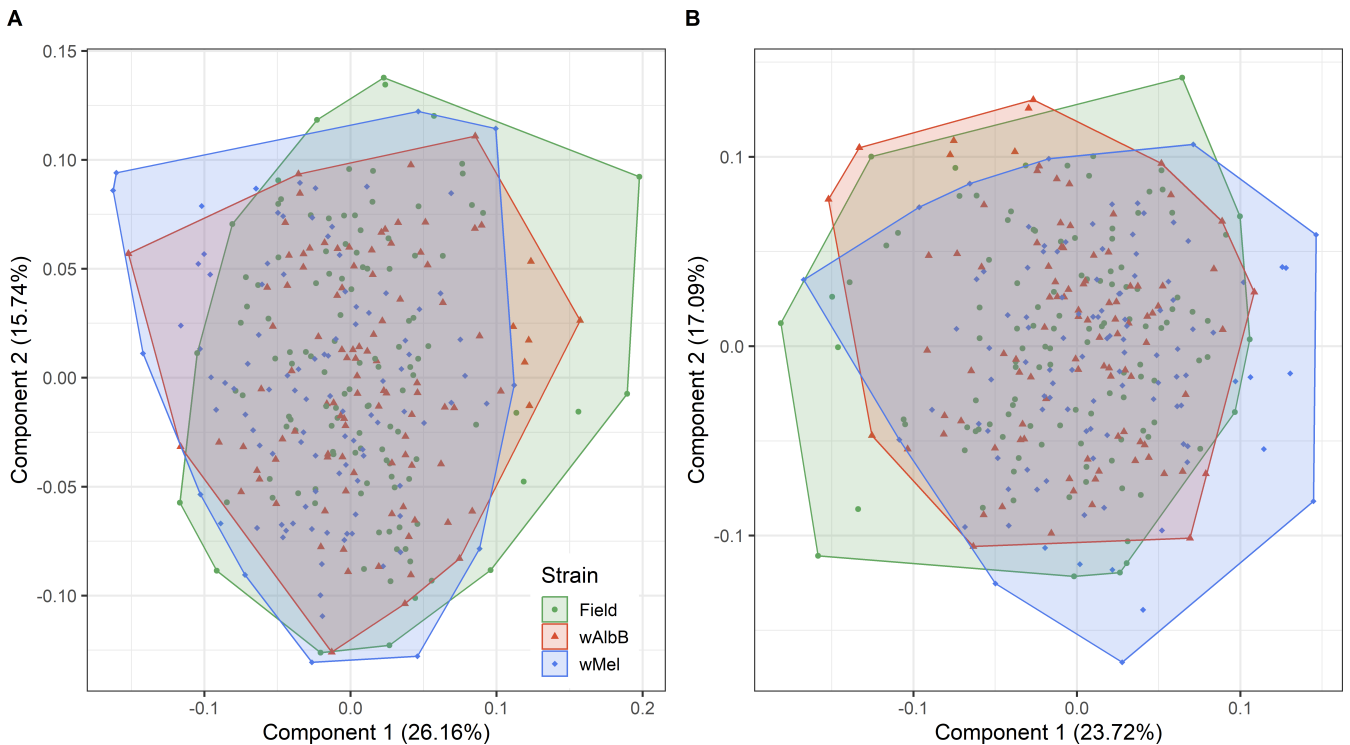 A
B
Component 2 (15.74%)
0.15
0.10
0.05
0.00
-0.05
-0.10
-0.1
0.0
0.1
0.2
Component 1 (26.16%)
Strain
Field
wAlbB
wMel
Component 2 (17.09%)
0.1
0.0
-0.1
-0.1
0.0
0.1
Component 1 (23.72%)